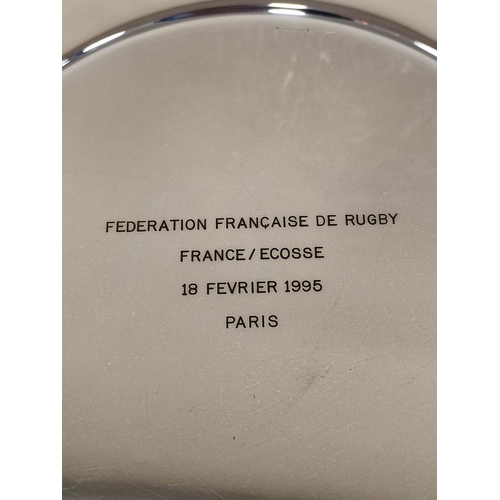 FEDERATION FRANÇAISE DE RUGBY
FRANCE/ECOSSE
18 FEVRIER 1995
PARIS